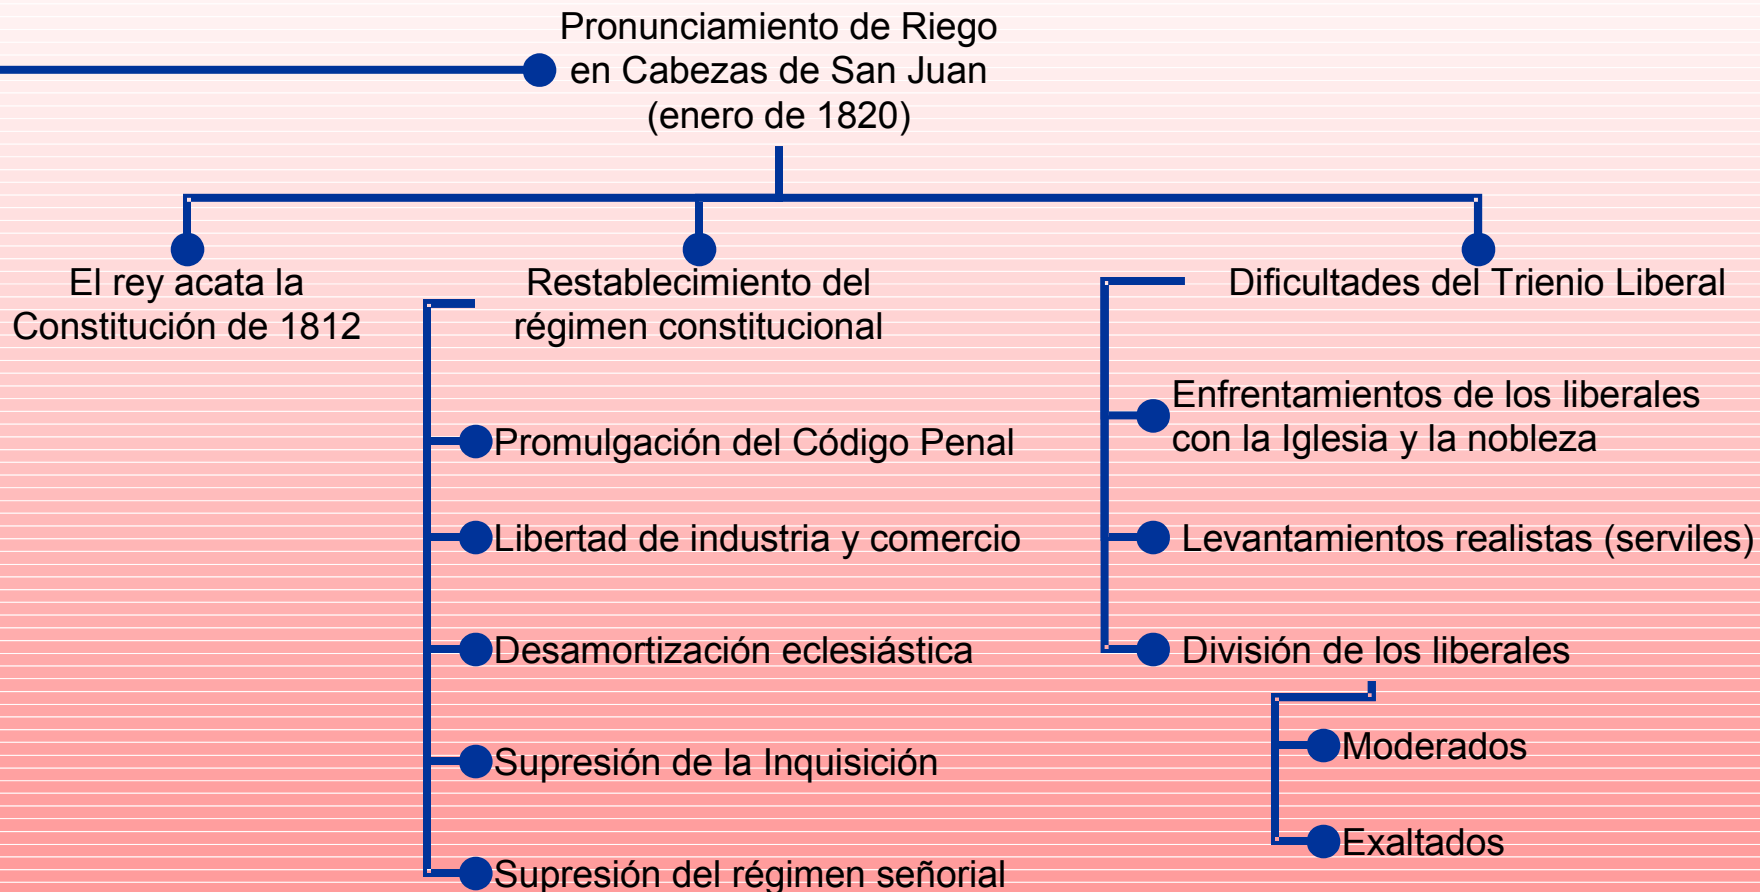 Pronunciamiento de Riego
en Cabezas de San Juan
(enero de 1820)
El rey acata la
Constitución de 1812
Restablecimiento del
régimen constitucional
Promulgación del Código Penal
Libertad de industria y comercio
Desamortización eclesiástica
Supresión de la Inquisición
Supresión del régimen señorial
Dificultades del Trienio Liberal
Enfrentamientos de los liberales
con la Iglesia y la nobleza
Levantamientos realistas (serviles)
División de los liberales
Moderados
Exaltados